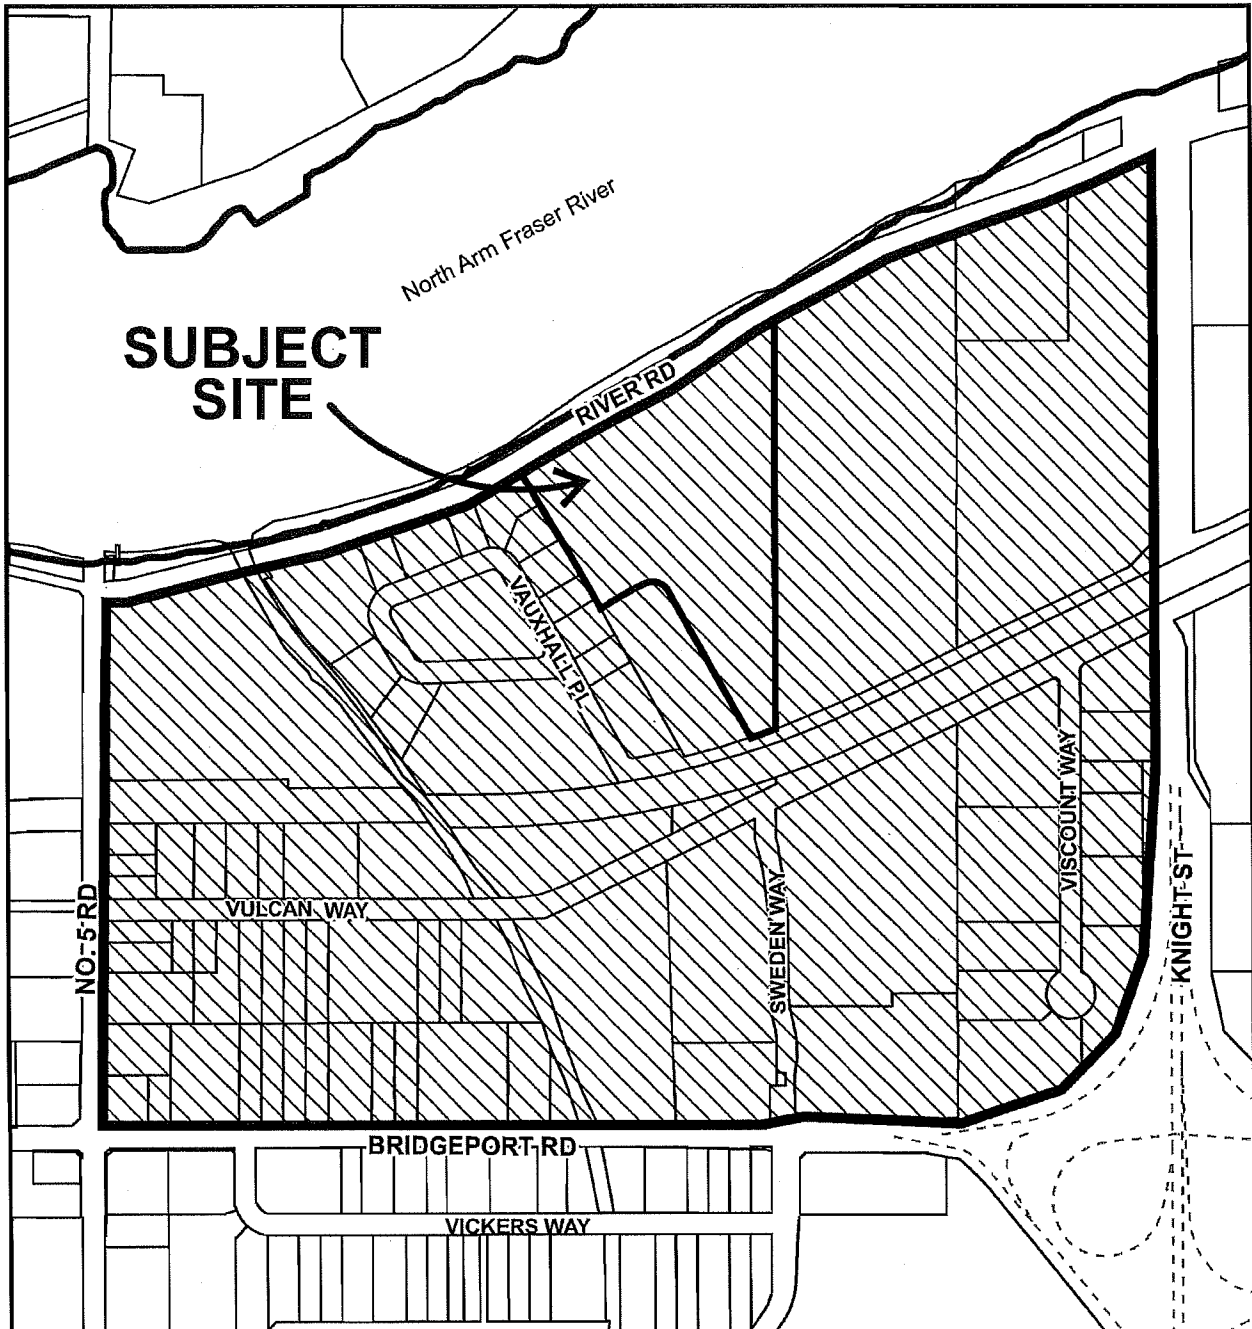 North Arm Fraser River
SUBJECT
SITE
RIVER RD
VAUXHALL PL
VISCOUNT WAY
KNIGHT ST
NO. 5 RD
VULCAN WAY
SWEDEN WAY
BRIDGEPORT RD
VICKERS WAY